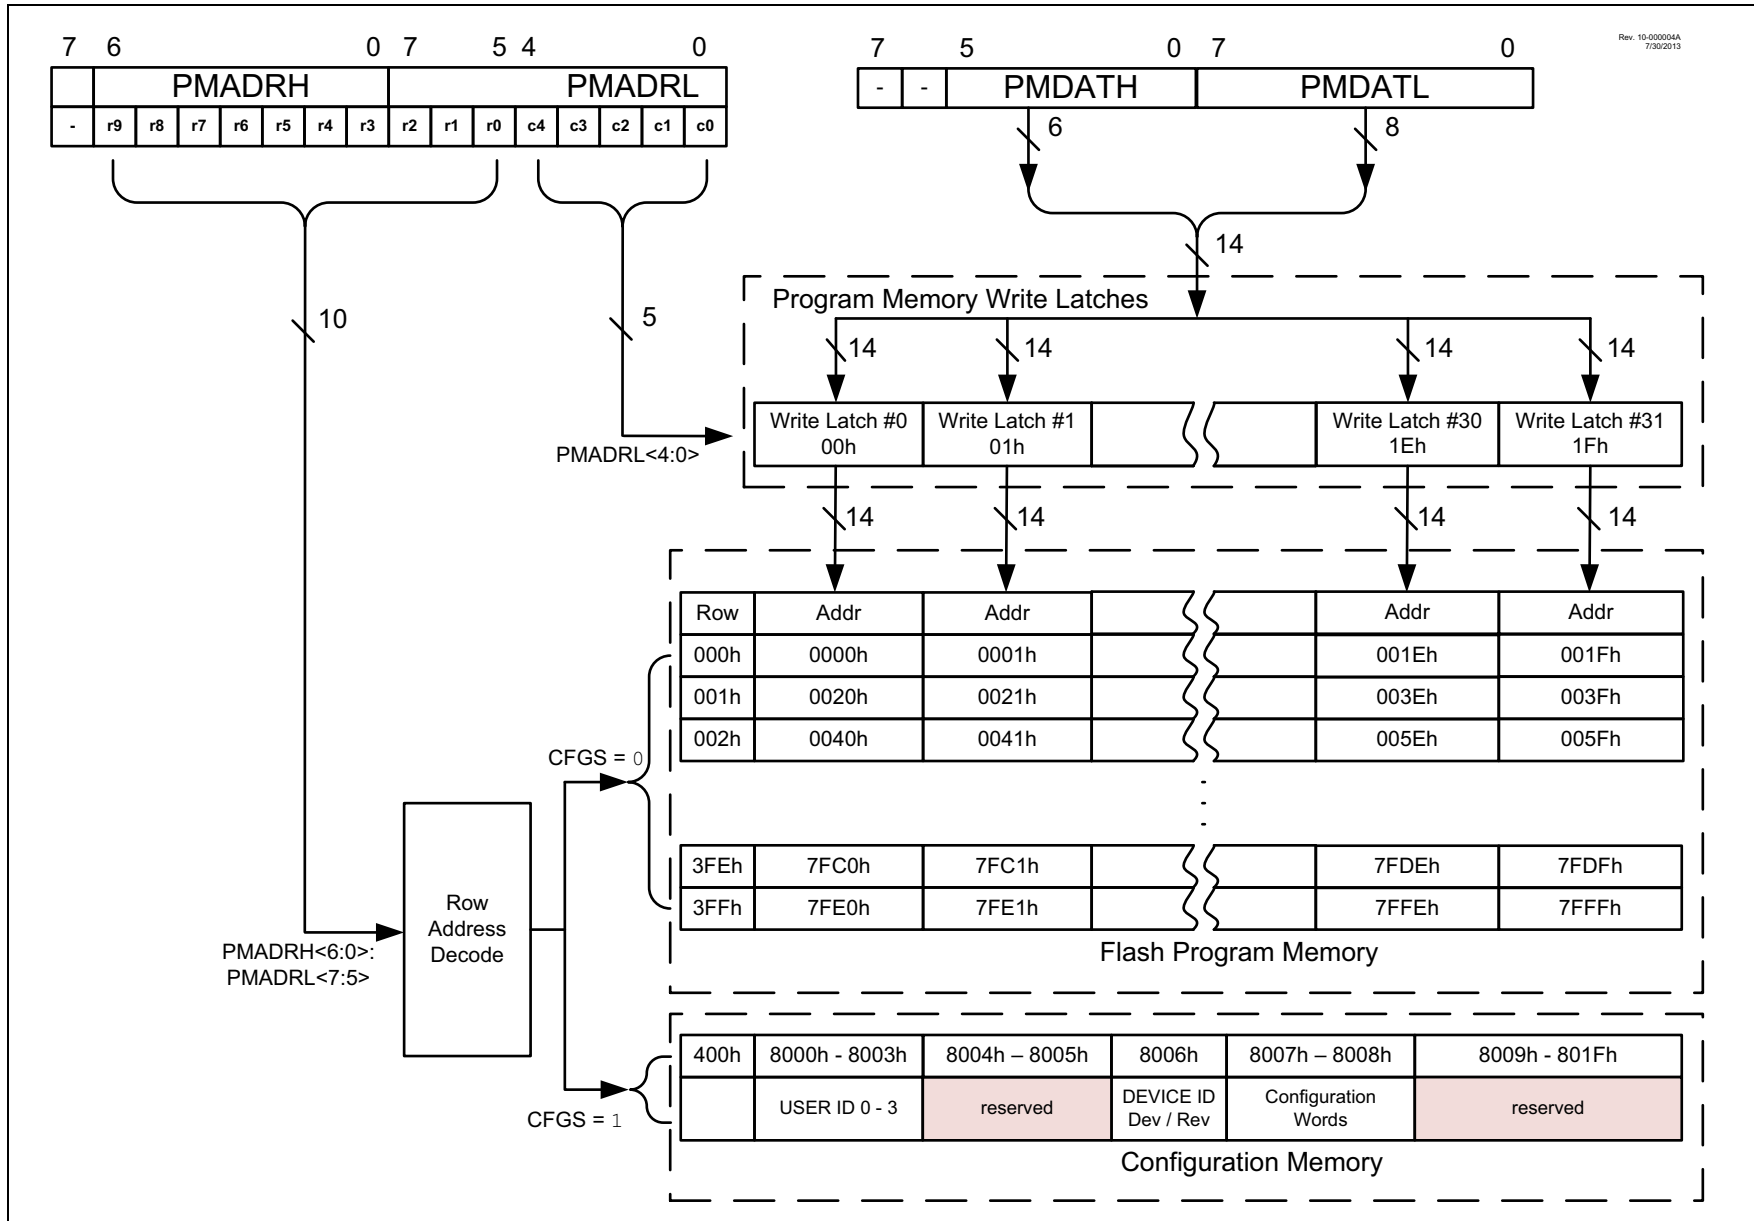 Rev. 10-000004A
7/30/2013
7 6 0 7 5 4 0
PMADRH PMADRL
- r9 r8 r7 r6 r5 r4 r3 r2 r1 r0 c4 c3 c2 c1 c0
7 5 0 7 0
- - PMDATH PMDATL
6 8
14
10 5
PMADRL<4:0>
Program Memory Write Latches
14 14 14 14
Write Latch #0 Write Latch #1 Write Latch #30 Write Latch #31
00h 01h 1Eh 1Fh
14 14 14 14
Row Addr Addr Addr Addr
000h 0000h 0001h 001Eh 001Fh
001h 0020h 0021h 003Eh 003Fh
002h 0040h 0041h 005Eh 005Fh
CFGS = 0
3FEh 7FC0h 7FC1h 7FDEh 7FDFh
3FFh 7FE0h 7FE1h 7FFEh 7FFFh
Flash Program Memory
Row
Address
Decode
PMADRH<6:0>:
PMADRL<7:5>
CFGS = 1
400h 8000h - 8003h 8004h – 8005h 8006h 8007h – 8008h 8009h - 801Fh
USER ID 0 - 3 reserved DEVICE ID Dev / Rev Configuration Words reserved
Configuration Memory